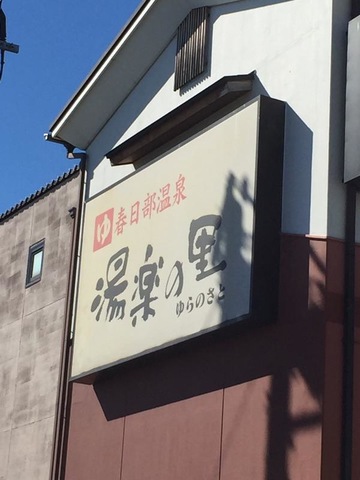 ゆ 春日部温泉
湯楽の里
ゆらのさと